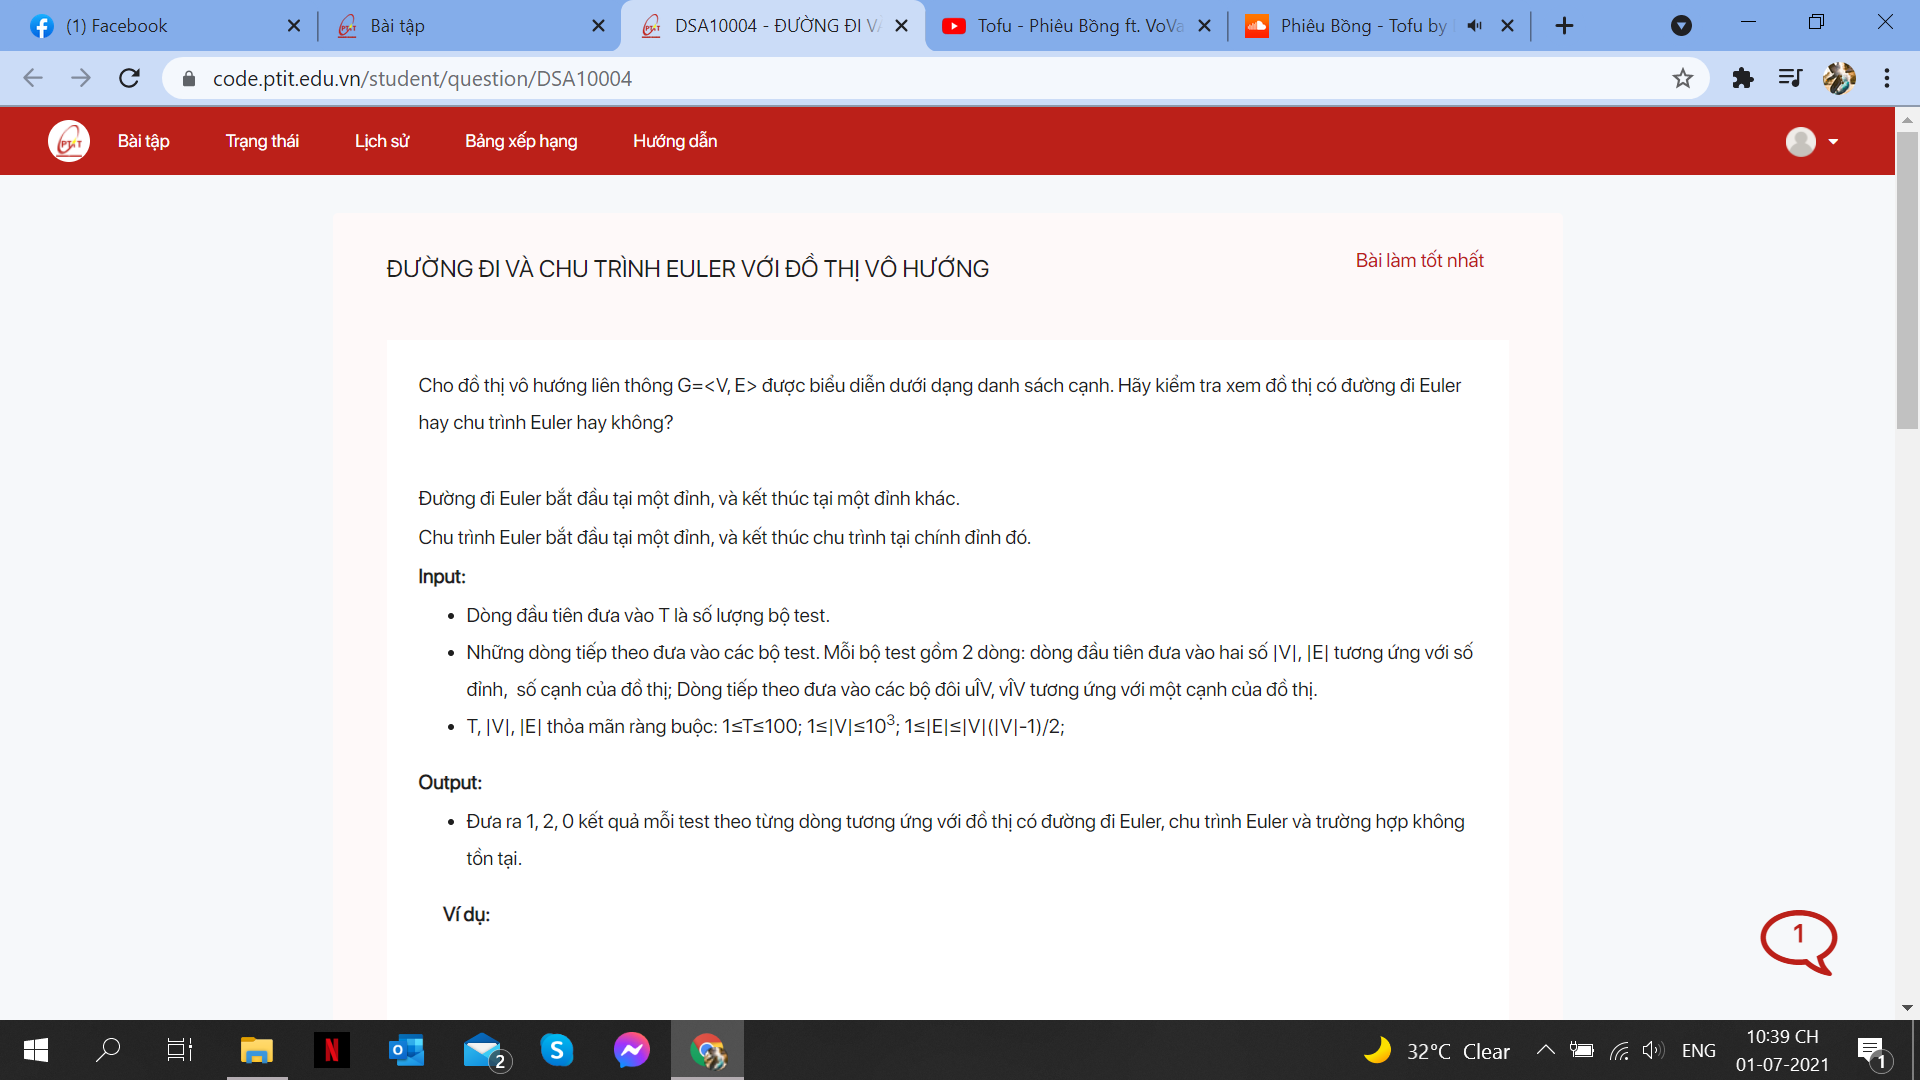 (1) Facebook
Bài tập
DSA10004 - ĐƯỜNG ĐI V
Tofu - Phiêu Bồng ft. VoVa
Phiêu Bồng - Tofu by
code.ptit.edu.vn/student/question/DSA10004
PTIT
Bài tập
Trạng thái
Lịch sử
Bảng xếp hạng
Hướng dẫn
ĐƯỜNG ĐI VÀ CHU TRÌNH EULER VỚI ĐỒ THỊ VÔ HƯỚNG
Bài làm tốt nhất
Cho đồ thị vô hướng liên thông G=<V, E> được biểu diễn dưới dạng danh sách cạnh. Hãy kiểm tra xem đồ thị có đường đi Euler
hay chu trình Euler hay không?
Đường đi Euler bắt đầu tại một đỉnh, và kết thúc tại một đỉnh khác.
Chu trình Euler bắt đầu tại một đỉnh, và kết thúc chu trình tại chính đỉnh đó.
Input:
• Dòng đầu tiên đưa vào T là số lượng bộ test.
• Những dòng tiếp theo đưa vào các bộ test. Mỗi bộ test gồm 2 dòng: dòng đầu tiên đưa vào hai số |V|, |E| tương ứng với số
đỉnh, số cạnh của đồ thị; Dòng tiếp theo đưa vào các bộ đôi uÎV, vÎV tương ứng với một cạnh của đồ thị.
• T, |V|, |E| thỏa mãn ràng buộc: 1≤T≤100; 1≤|V|≤10³; 1≤|E|≤|V|(|V|-1)/2;
Output:
• Đưa ra 1, 2, 0 kết quả mỗi test theo từng dòng tương ứng với đồ thị có đường đi Euler, chu trình Euler và trường hợp không
tồn tại.
Ví dụ:
1
N
2
S
32°C Clear
ENG
10:39 CH
01-07-2021
1